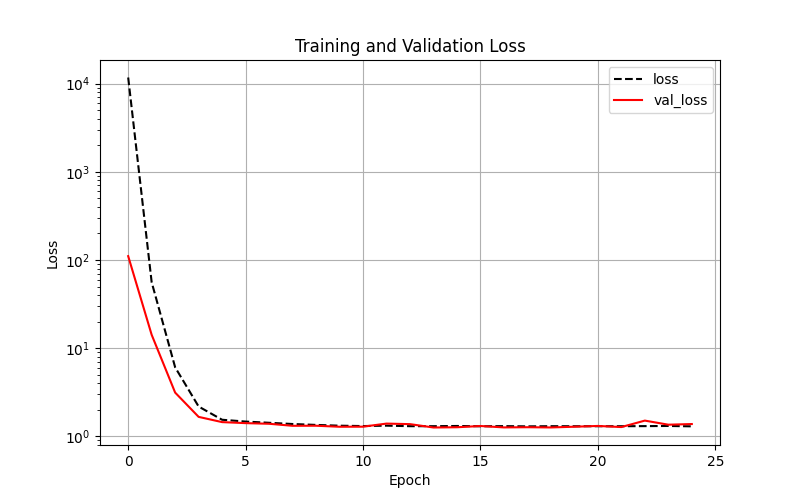 Training and Validation Loss
loss
val_loss
10⁴
10³
10²
10¹
10⁰
Loss
0
5
10
15
20
25
Epoch